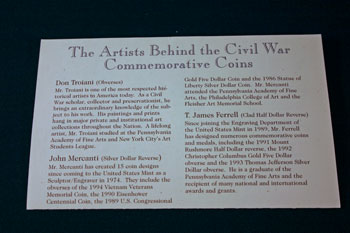 The Artists Behind the Civil War
Commemorative Coins
Don Troiani (Obverses)
Mr. Troiani is one of the most respected his-
torical artists in America today. As a Civil
War scholar, collector and preservationist, he
brings an extraordinary knowledge of the sub-
ject to his work. His paintings and prints
hang in major private and institutional art
collections throughout the Nation. A lifelong
artist, Mr. Troiani studied at the Pennsylvania
Academy of Fine Arts and New York City's Art
Students League.
John Mercanti (Silver Dollar Reverse)
Mr. Mercanti has created 15 coin designs
since coming to the United States Mint as a
Sculptor/Engraver in 1974. They include the
obverses of the 1994 Vietnam Veterans
Memorial Coin, the 1990 Eisenhower
Centennial Coin, the 1989 U.S. Congressional
Gold Five Dollar Coin and the 1986 Statue of
Liberty Silver Dollar Coin. Mr. Mercanti
attended the Pennsylvania Academy of Fine
Arts, the Philadelphia College of Art and the
Fleisher Art Memorial School.
T. James Ferrell (Clad Half Dollar Reverse)
Since joining the Engraving Department of
the United States Mint in 1989, Mr. Ferrell
has designed numerous commemorative coins
and medals, including the 1991 Mount
Rushmore Half Dollar reverse, the 1992
Christopher Columbus Gold Five Dollar
obverse and the 1993 Thomas Jefferson Silver
Dollar obverse. He is a graduate of the
Pennsylvania Academy of Fine Arts and the
recipient of many national and international
awards and grants.